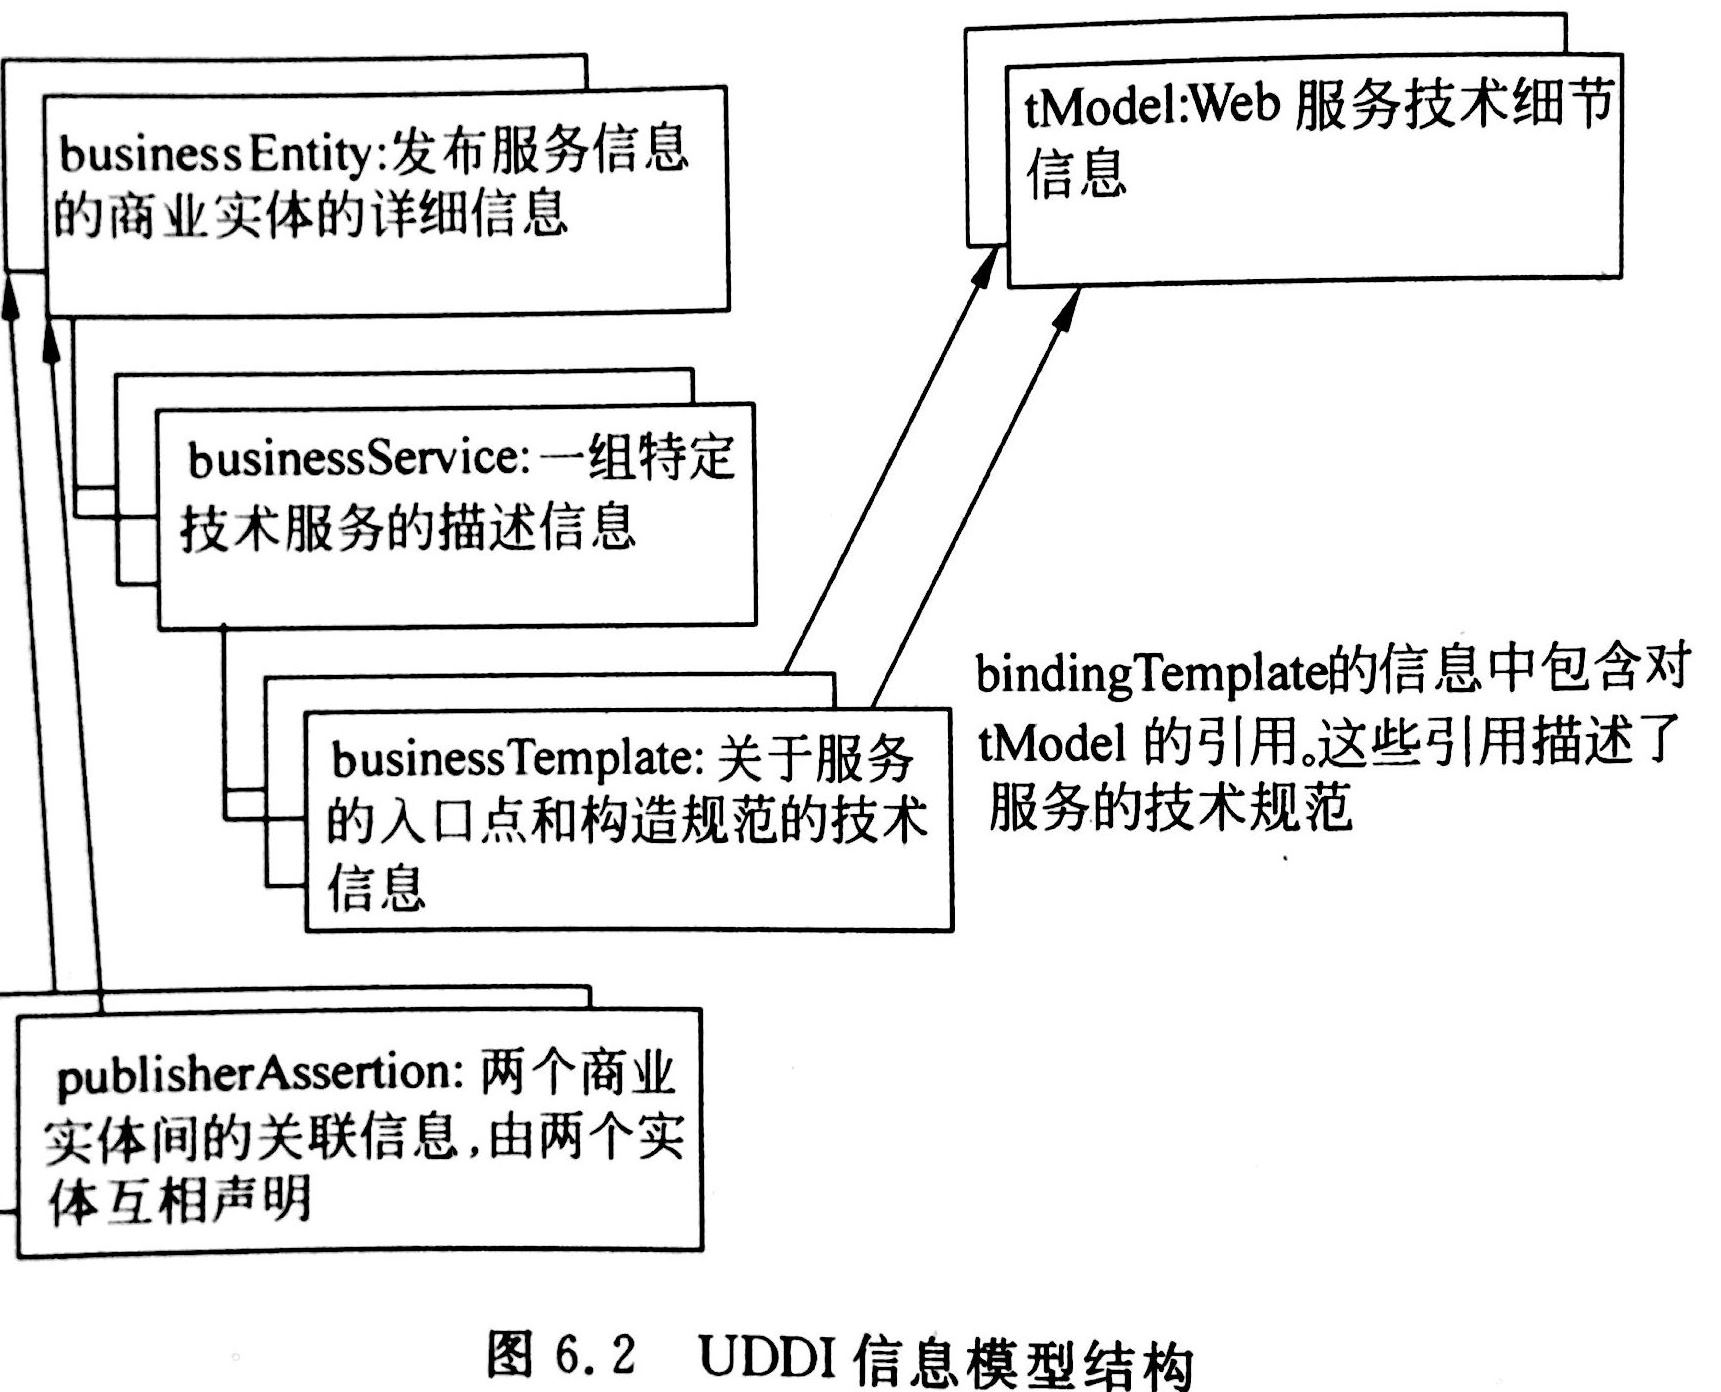 businessEntity:发布服务信息
的商业实体的详细信息
tModel:Web 服务技术细节
信息
businessService:一组特定
技术服务的描述信息
businessTemplate: 关于服务
的入口点和构造规范的技术
信息
bindingTemplate的信息中包含对
tModel 的引用。这些引用描述了
服务的技术规范
publisherAssertion: 两个商业
实体间的关联信息,由两个实
体互相声明
图 6.2 UDDI 信息模型结构